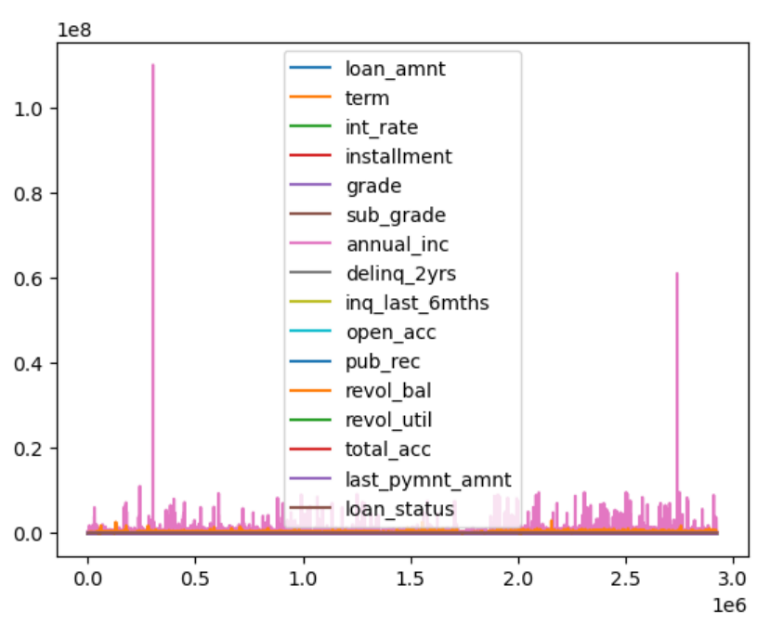 1e8
1.0
0.8
0.6
0.4
0.2
0.0
loan_amnt
term
int_rate
installment
grade
sub_grade
annual_inc
delinq_2yrs
inq_last_6mths
open_acc
pub_rec
revol_bal
revol_util
total_acc
last_pymnt_amnt
loan_status
0.0 0.5 1.0 1.5 2.0 2.5 3.0
1e6